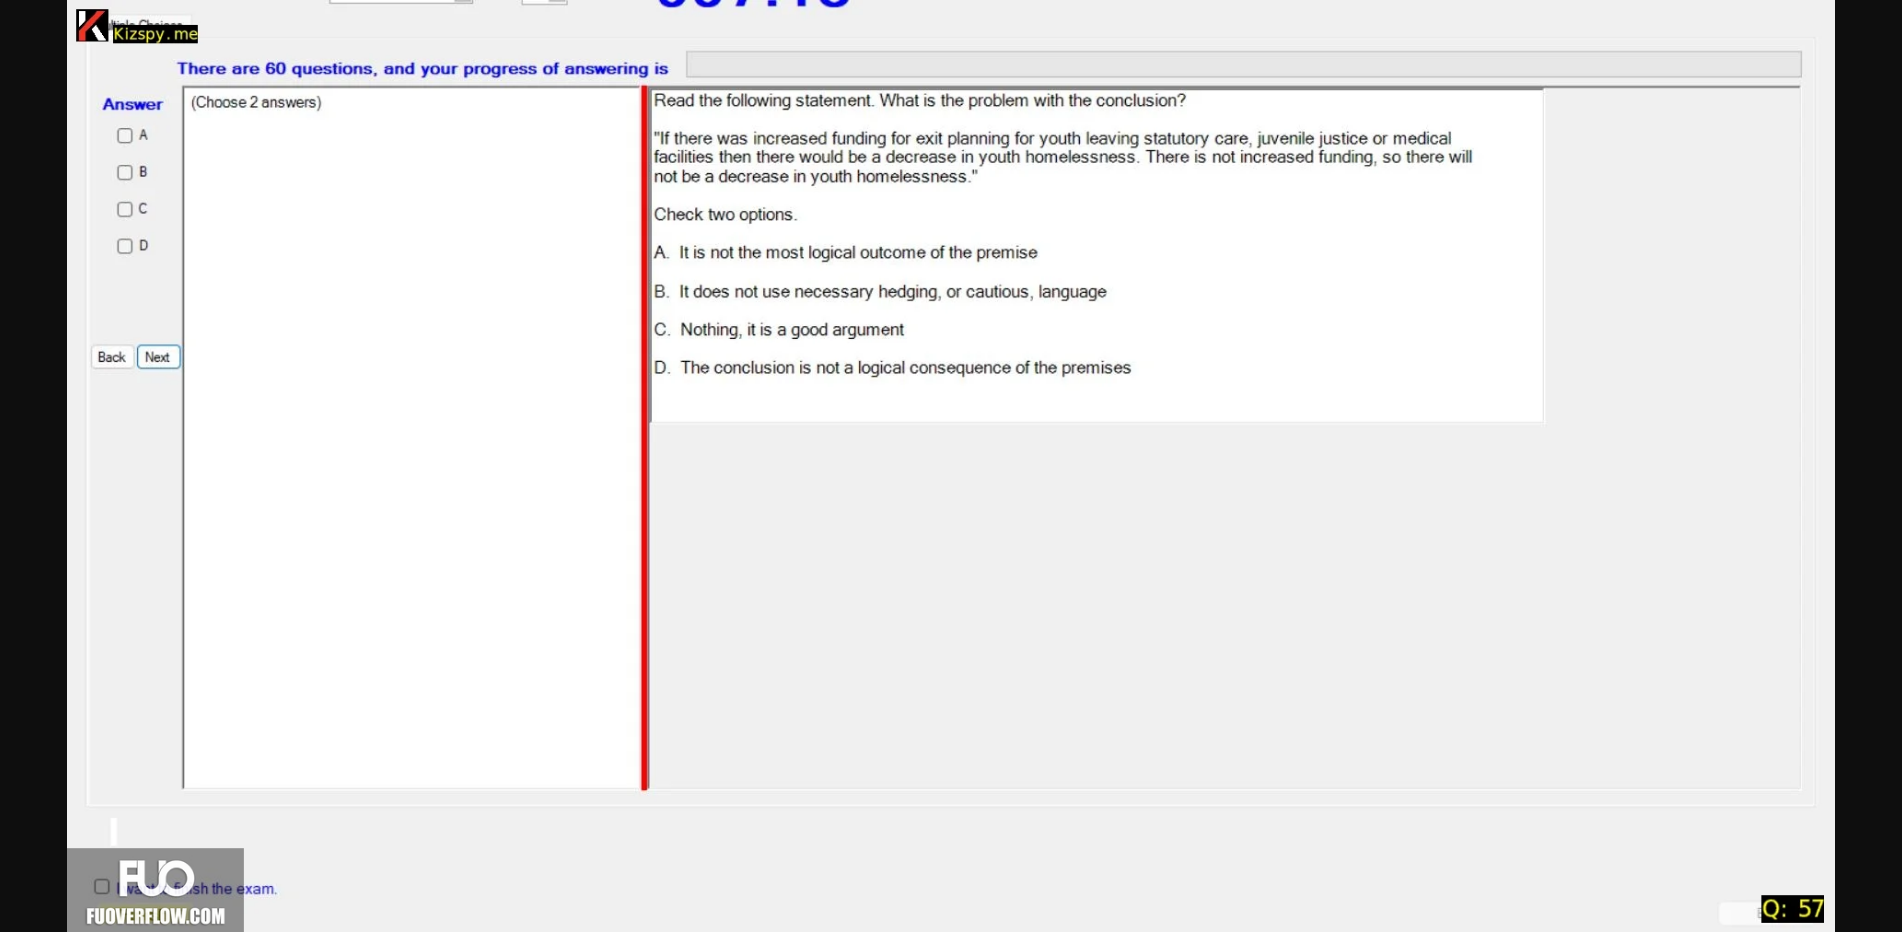 Kizspy.me
There are 60 questions, and your progress of answering is
Answer
(Choose 2 answers)
A
B
C
D
Back Next
Read the following statement. What is the problem with the conclusion?
"If there was increased funding for exit planning for youth leaving statutory care, juvenile justice or medical
facilities then there would be a decrease in youth homelessness. There is not increased funding, so there will
not be a decrease in youth homelessness."
Check two options.
A. It is not the most logical outcome of the premise
B. It does not use necessary hedging, or cautious, language
C. Nothing, it is a good argument
D. The conclusion is not a logical consequence of the premises
FUO
the exam.
FUOVERFLOW.COM
Q: 57